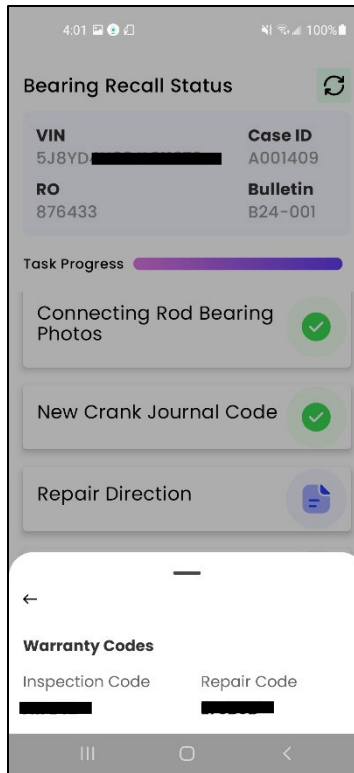 4:01 100%
Bearing Recall Status
VIN Case ID
5J8YD A001409
RO Bulletin
876433 B24-001
Task Progress
Connecting Rod Bearing
Photos
New Crank Journal Code
Repair Direction
Warranty Codes
Inspection Code Repair Code